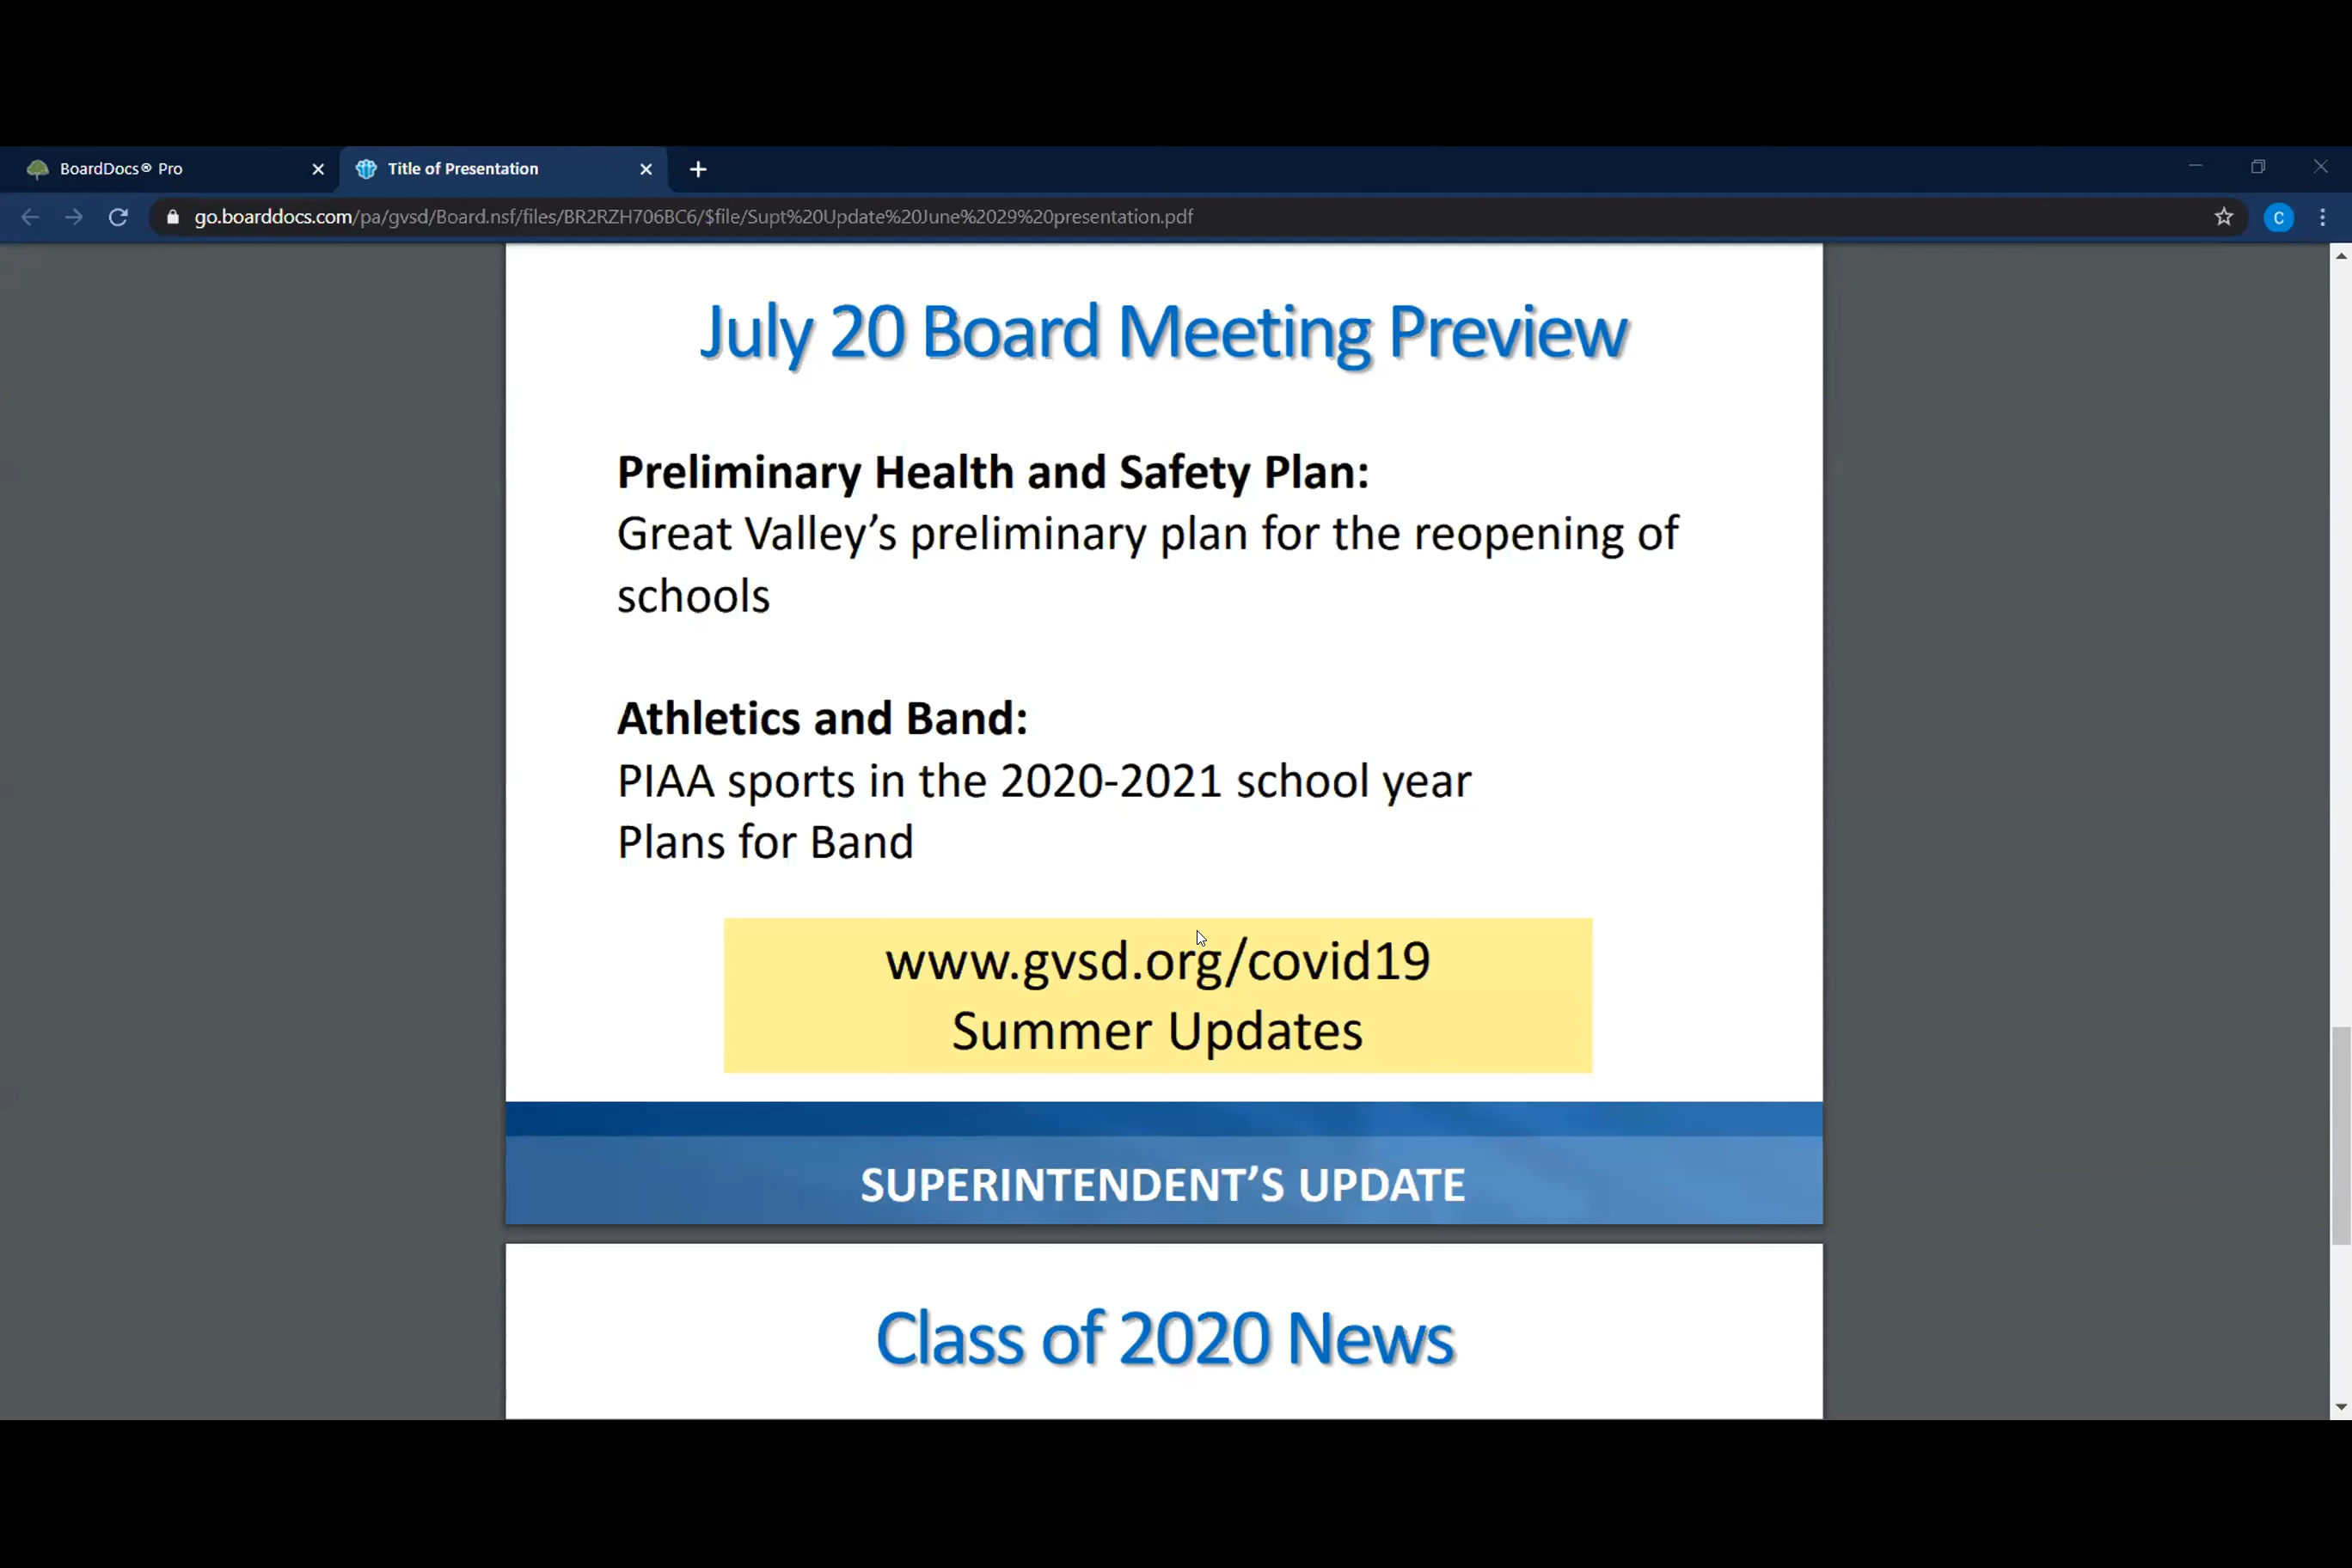 BoardDocs® Pro
Title of Presentation
go.boarddocs.com/pa/gvsd/Board.nsf/files/BR2RZH706BC6/$file/Supt%20Update%20June%2029%20presentation.pdf
C
July 20 Board Meeting Preview
Preliminary Health and Safety Plan:
Great Valley’s preliminary plan for the reopening of
schools
Athletics and Band:
PIAA sports in the 2020-2021 school year
Plans for Band
www.gvsd.org/covid19
Summer Updates
SUPERINTENDENT’S UPDATE
Class of 2020 News